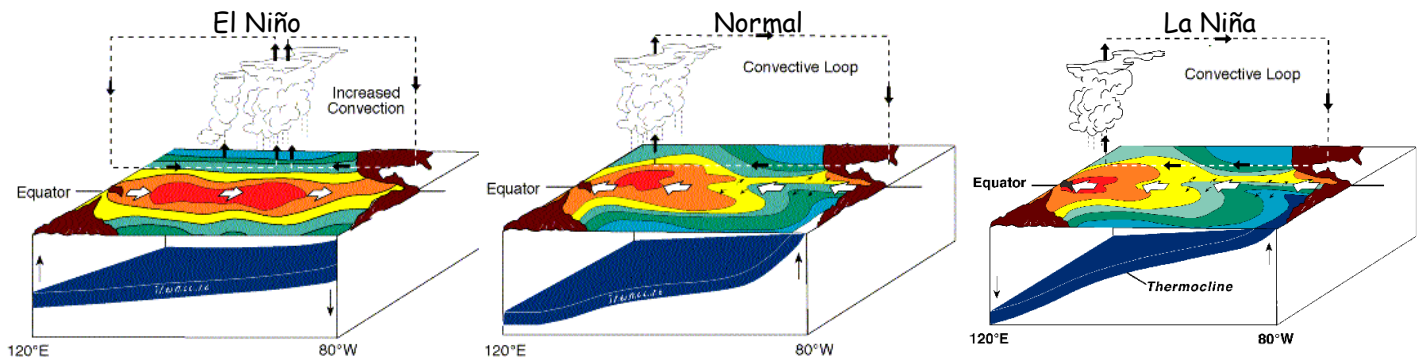 El Niño
Increased
Convection
Equator
120°E
80°W
Normal
Convective Loop
Equator
120°E
80°W
La Niña
Convective Loop
Equator
Thermocline
120°E
80°W